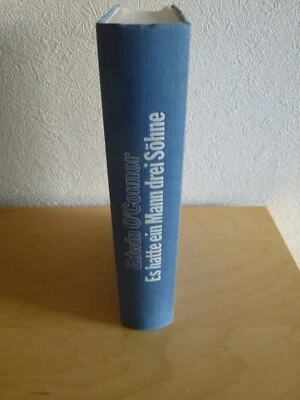 Edwin O'Connor
Es hatte ein Mann drei Söhne